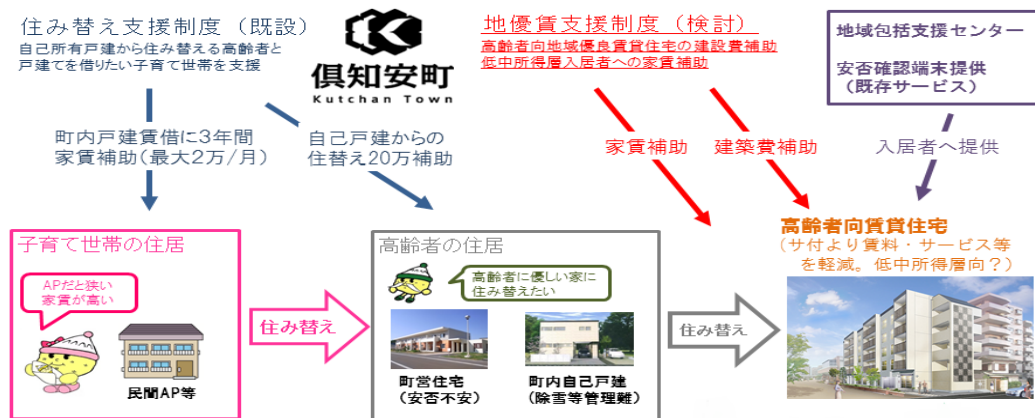 住み替え支援制度（既設）
自己所有戸建から住み替える高齢者と
戸建てを借りたい子育て世帯を支援
倶知安町
Kutchan Town
地優賃支援制度（検討）
高齢者向地域優良賃貸住宅の建設費補助
低中所得層入居者への家賃補助
地域包括支援センター
安否確認端末提供
（既存サービス）
町内戸建賃借に3年間
家賃補助(最大2万/月)
自己戸建からの
住替え20万補助
家賃補助
建築費補助
入居者へ提供
子育て世帯の住居
APだと狭い
家賃が高い
民間AP等
住み替え
高齢者の住居
高齢者に優しい家に
住み替えたい
町営住宅
（安否不安）
町内自己戸建
（除雪等管理難）
住み替え
高齢者向賃貸住宅
（サ付より賃料・サービス等
を軽減。低中所得層向？）